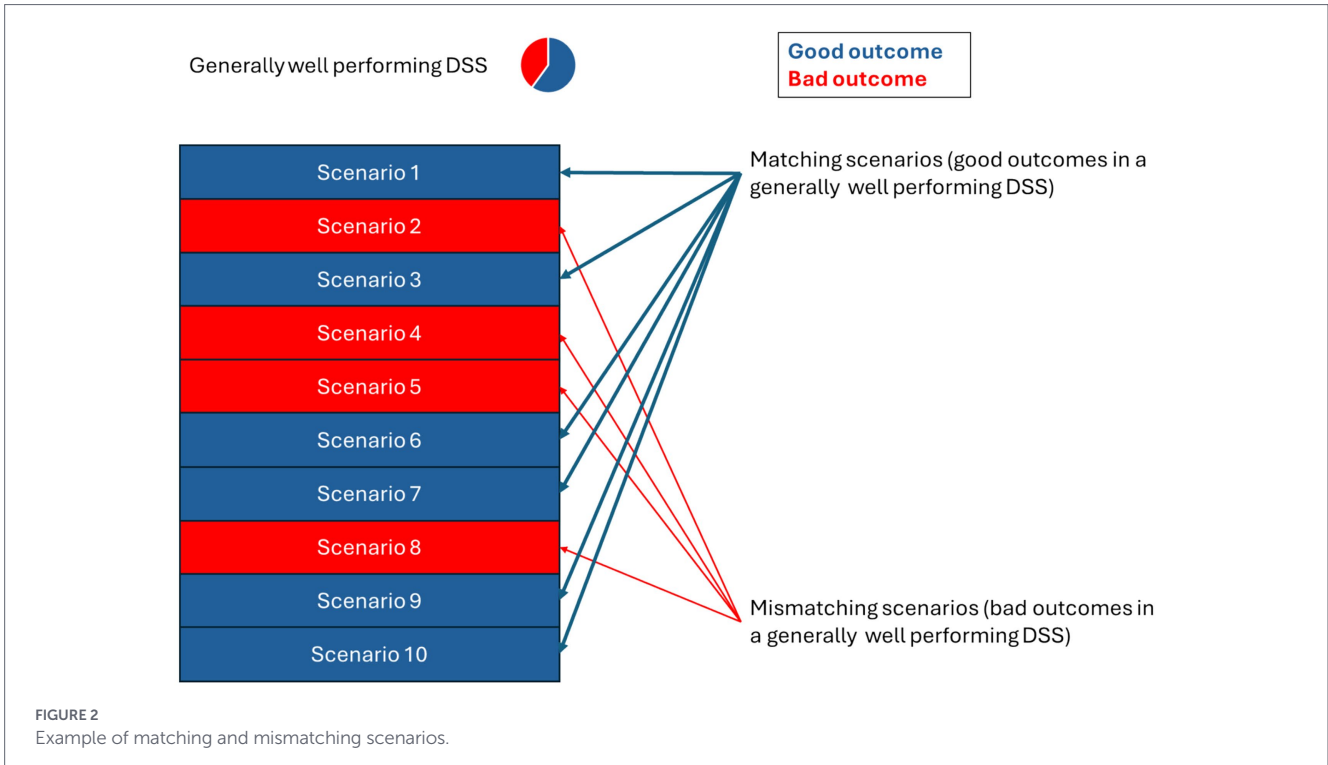 Generally well performing DSS
Good outcome
Bad outcome
Scenario 1
Scenario 2
Scenario 3
Scenario 4
Scenario 5
Scenario 6
Scenario 7
Scenario 8
Scenario 9
Scenario 10
Matching scenarios (good outcomes in a
generally well performing DSS)
Mismatching scenarios (bad outcomes in
a generally well performing DSS)
FIGURE 2
Example of matching and mismatching scenarios.